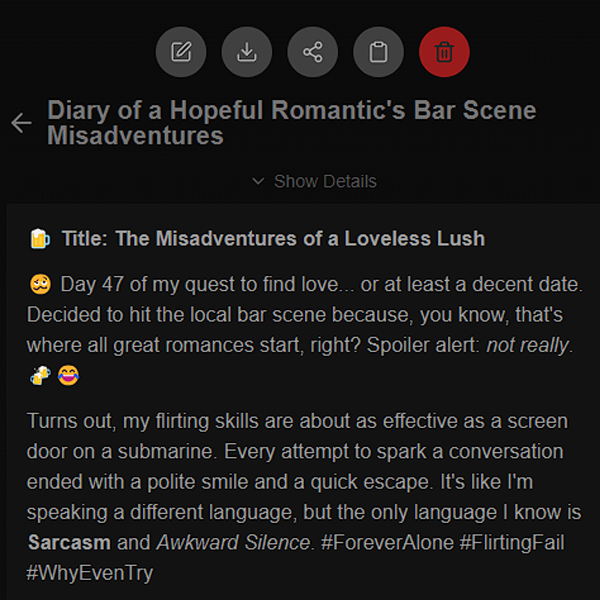 Diary of a Hopeful Romantic's Bar Scene
Misadventures
Show Details
🍺 Title: The Misadventures of a Loveless Lush
🥴 Day 47 of my quest to find love... or at least a decent date.
Decided to hit the local bar scene because, you know, that's
where all great romances start, right? Spoiler alert: not really.
🍻😂
Turns out, my flirting skills are about as effective as a screen
door on a submarine. Every attempt to spark a conversation
ended with a polite smile and a quick escape. It's like I'm
speaking a different language, but the only language I know is
Sarcasm and Awkward Silence. #ForeverAlone #FlirtingFail
#WhyEvenTry